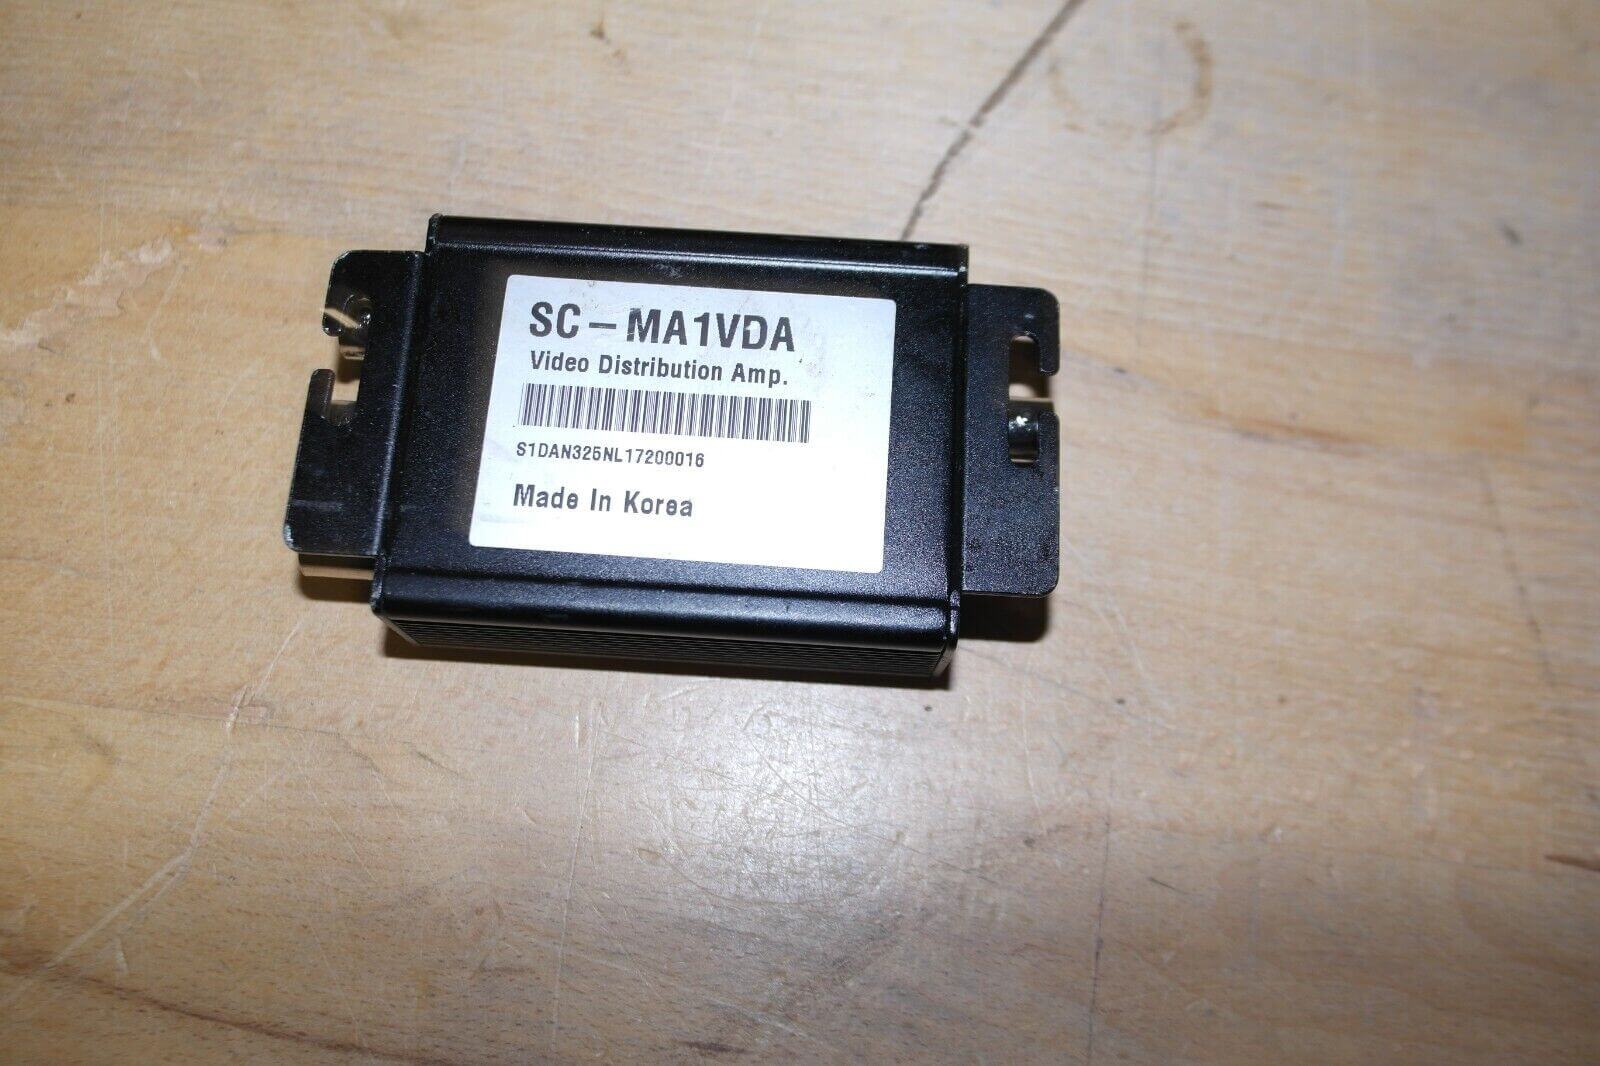 SC-MA1VDA
Video Distribution Amp.
S1DAN325NL17200016
Made In Korea